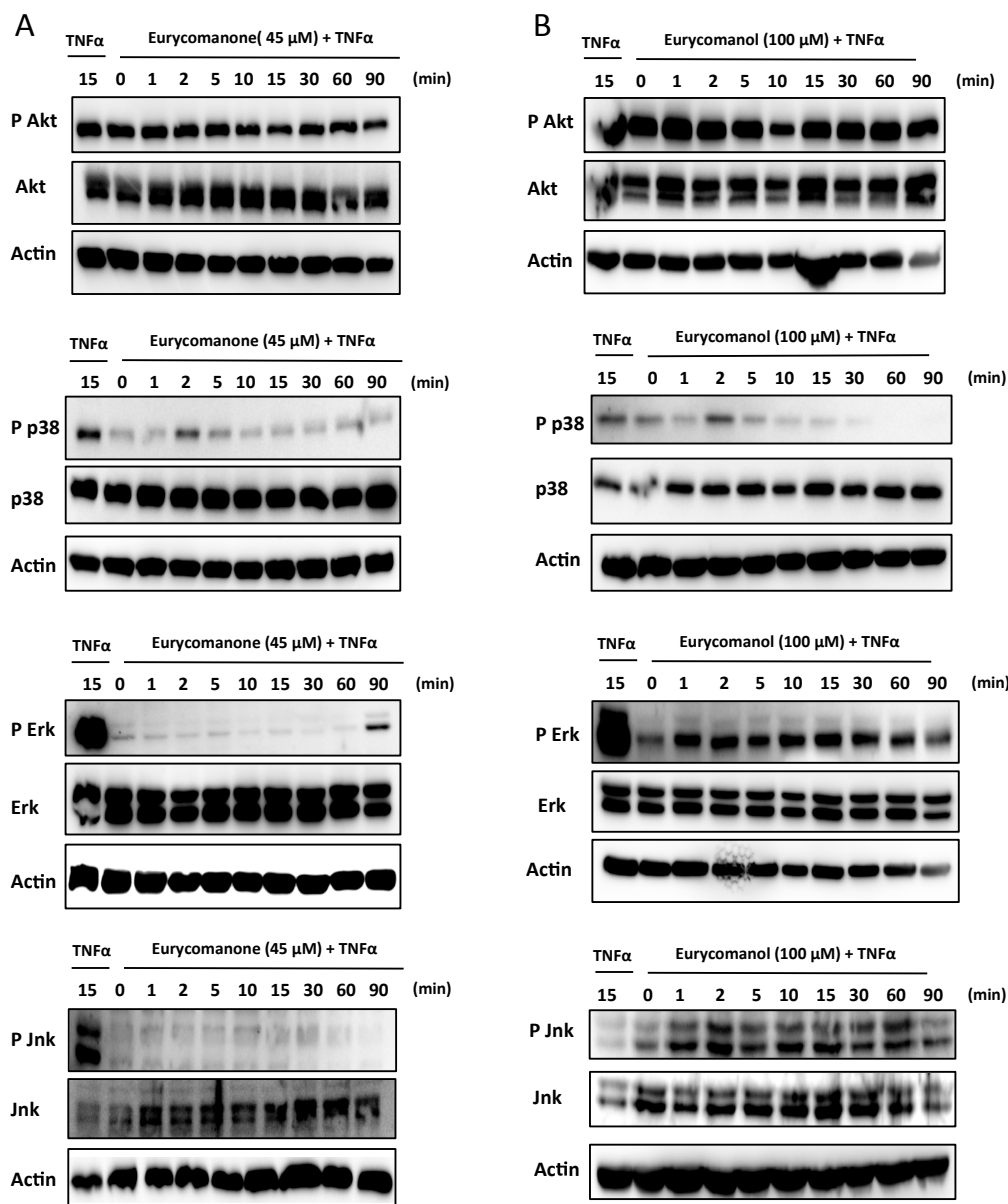 A
TNFα Eurycomanone( 45 µM) + TNFα
15 0 1 2 5 10 15 30 60 90 (min)
P Akt
Akt
Actin
TNFα Eurycomanone (45 µM) + TNFα
15 0 1 2 5 10 15 30 60 90 (min)
P p38
p38
Actin
TNFα Eurycomanone (45 µM) + TNFα
15 0 1 2 5 10 15 30 60 90 (min)
P Erk
Erk
Actin
TNFα Eurycomanone (45 µM) + TNFα
15 0 1 2 5 10 15 30 60 90 (min)
P Jnk
Jnk
Actin
B
TNFα Eurycomanol (100 µM) + TNFα
15 0 1 2 5 10 15 30 60 90 (min)
P Akt
Akt
Actin
TNFα Eurycomanol (100 µM) + TNFα
15 0 1 2 5 10 15 30 60 90 (min)
P p38
p38
Actin
TNFα Eurycomanol (100 µM) + TNFα
15 0 1 2 5 10 15 30 60 90 (min)
P Erk
Erk
Actin
TNFα Eurycomanol (100 µM) + TNFα
15 0 1 2 5 10 15 30 60 90 (min)
P Jnk
Jnk
Actin